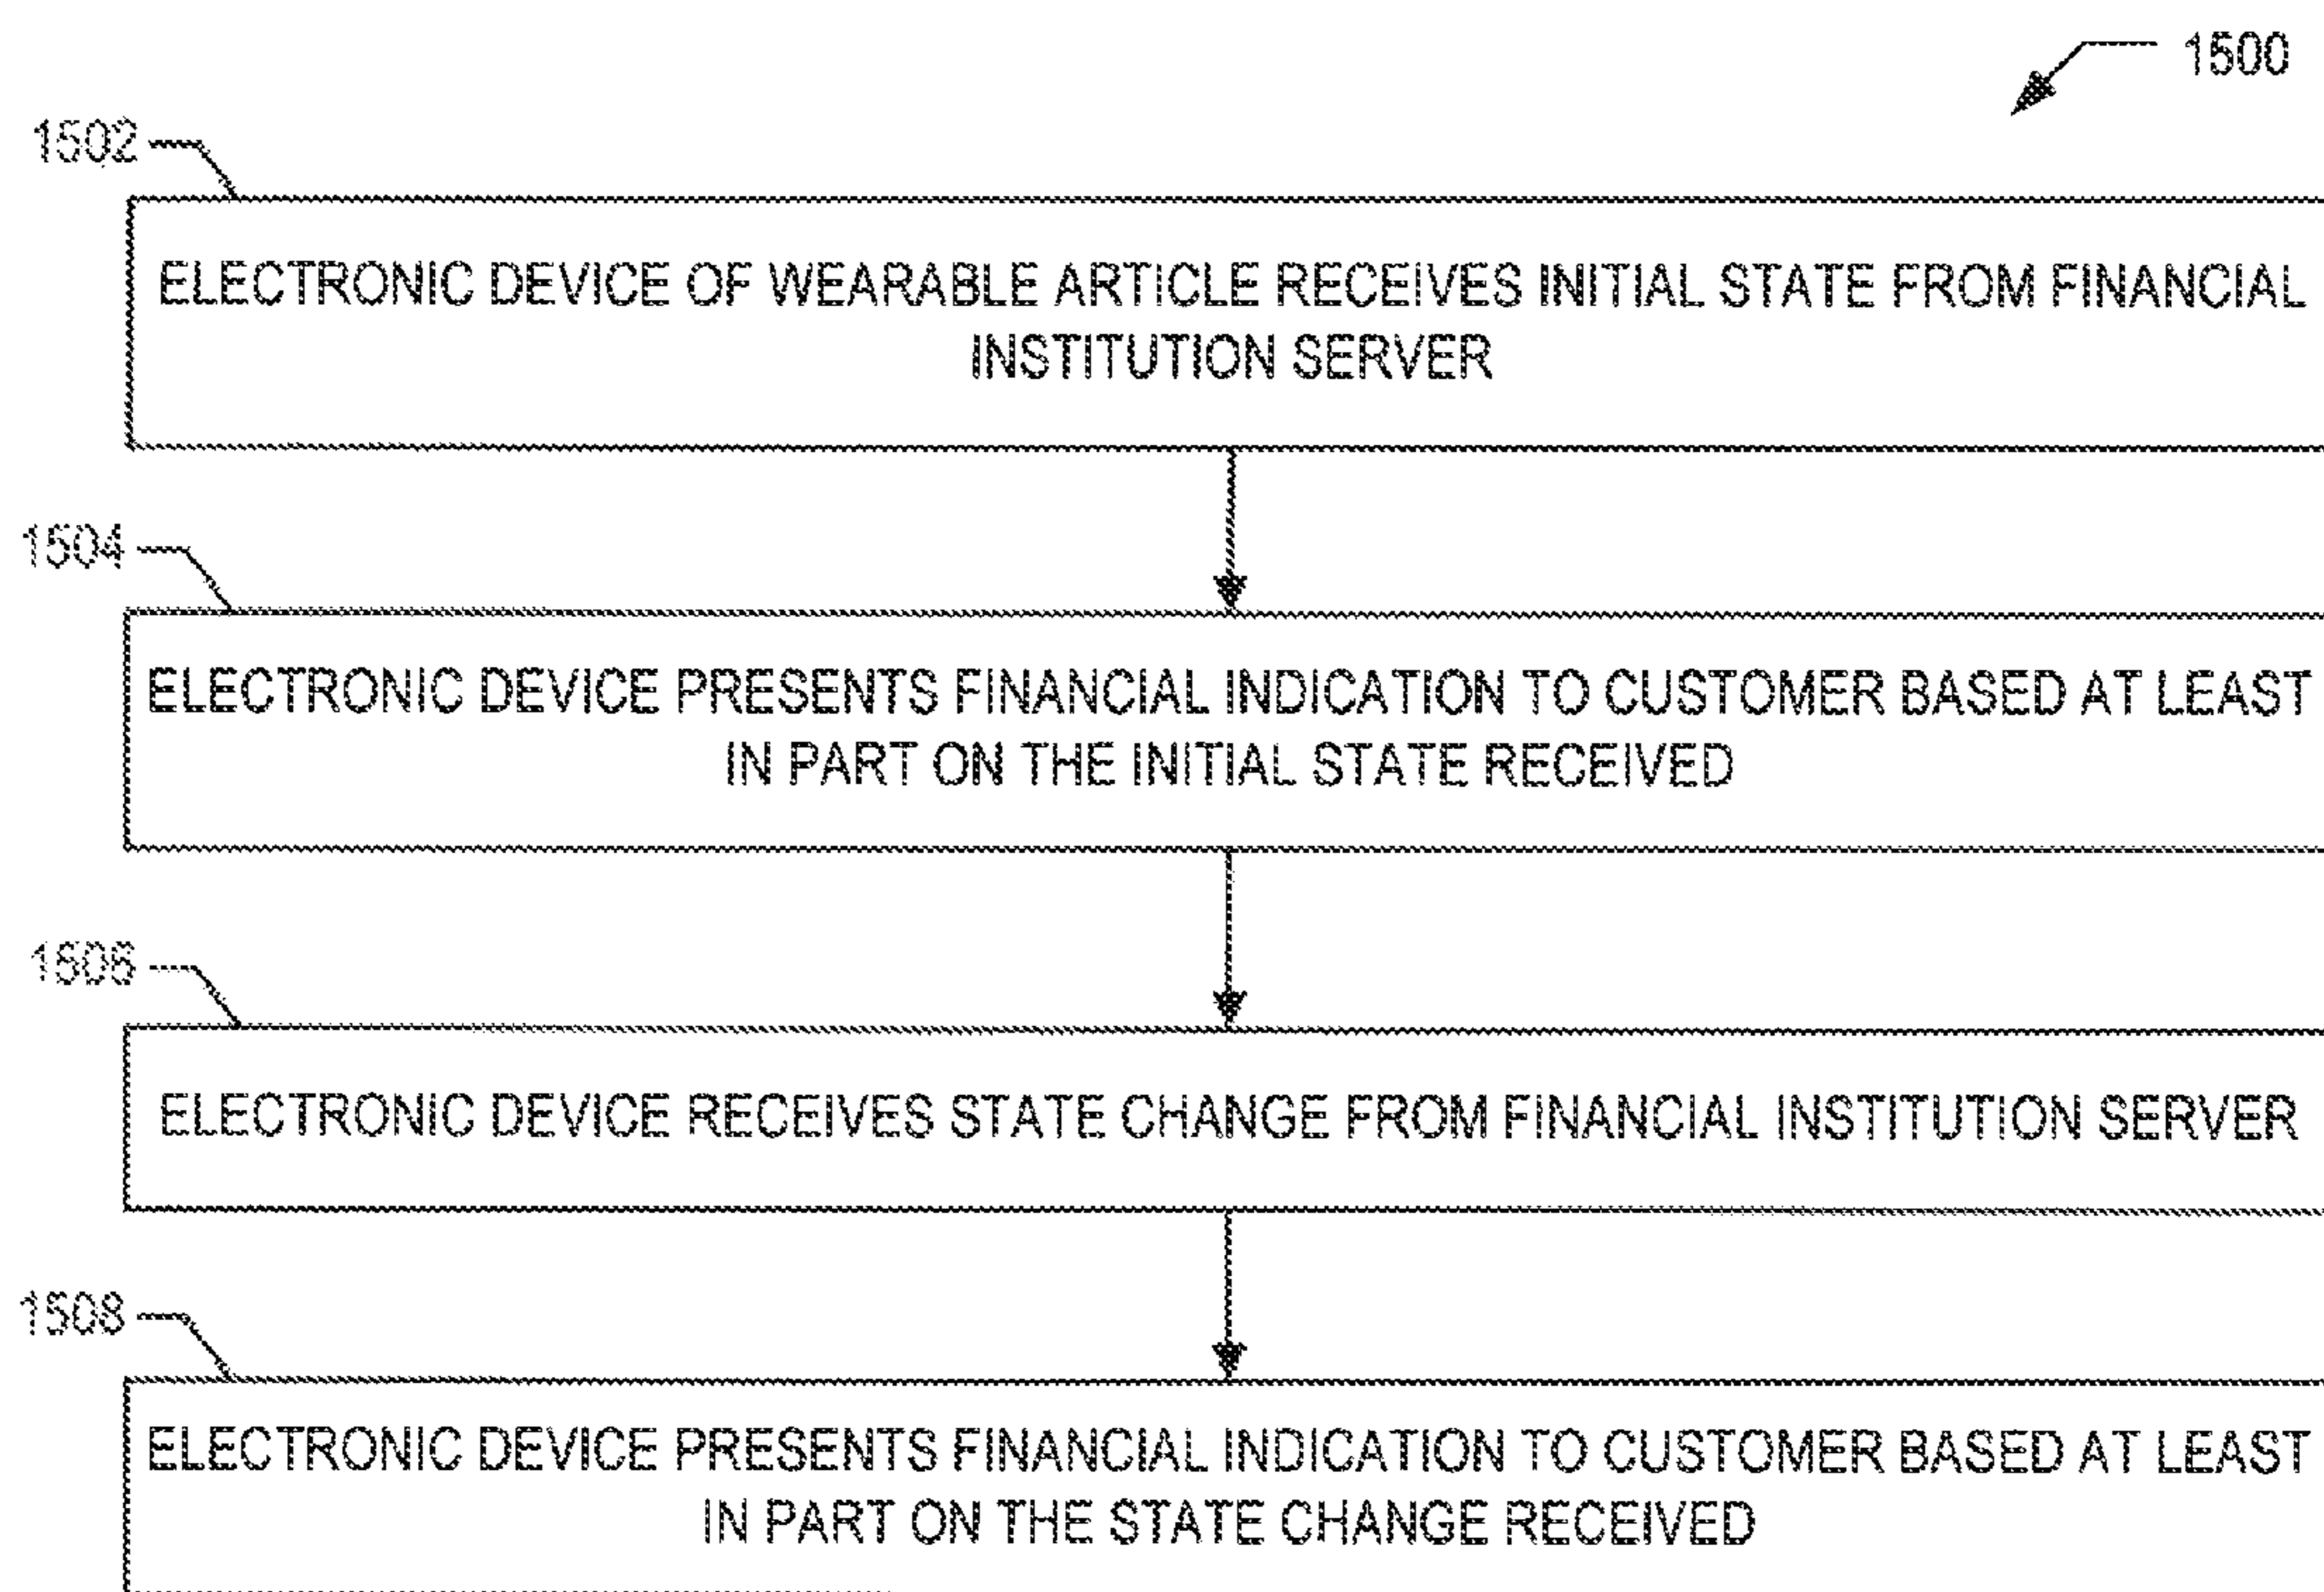 1500
1502
ELECTRONIC DEVICE OF WEARABLE ARTICLE RECEIVES INITIAL STATE FROM FINANCIAL
INSTITUTION SERVER
1504
ELECTRONIC DEVICE PRESENTS FINANCIAL INDICATION TO CUSTOMER BASED AT LEAST
IN PART ON THE INITIAL STATE RECEIVED
1506
ELECTRONIC DEVICE RECEIVES STATE CHANGE FROM FINANCIAL INSTITUTION SERVER
1508
ELECTRONIC DEVICE PRESENTS FINANCIAL INDICATION TO CUSTOMER BASED AT LEAST
IN PART ON THE STATE CHANGE RECEIVED